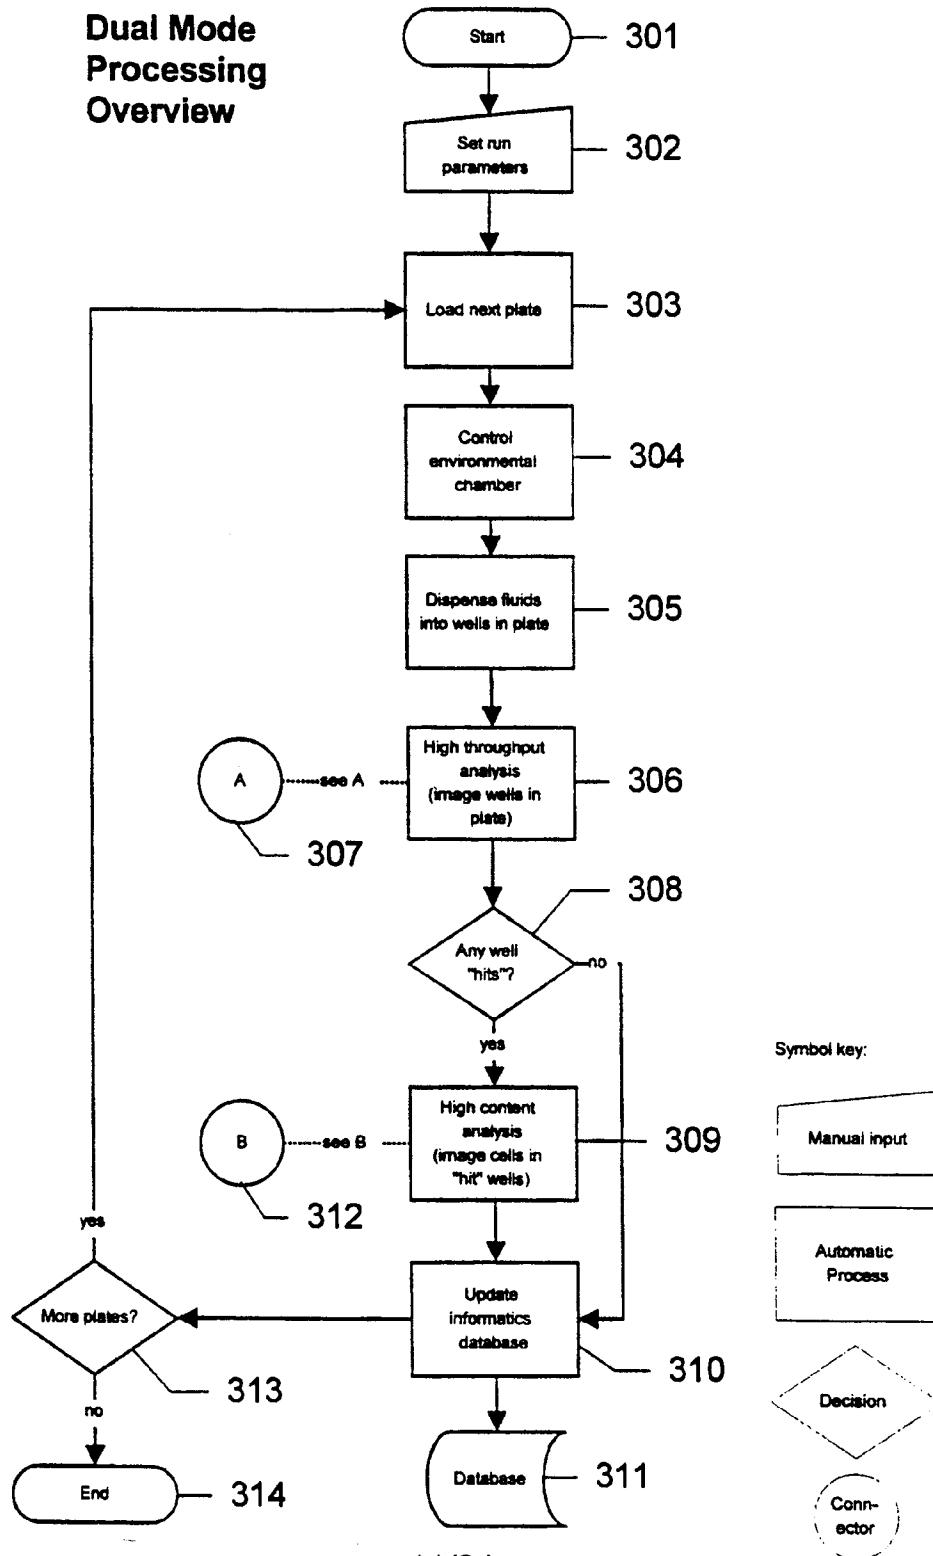 Dual Mode
Processing
Overview
Start
301
Set run
parameters
302
Load next plate
303
Control
environmental
chamber
304
Dispense fluids
into wells in plate
305
High throughput
analysis
(image wells in
plate)
306
A
see A
307
308
Any well
"hits"?
no
yes
Symbol key:
High content
analysis
(image cells in
"hit" wells)
309
B
see B
312
Manual input
yes
Automatic
Process
More plates?
Update
informatics
database
310
313
no
Decision
End
314
Database
311
Conn-
ector